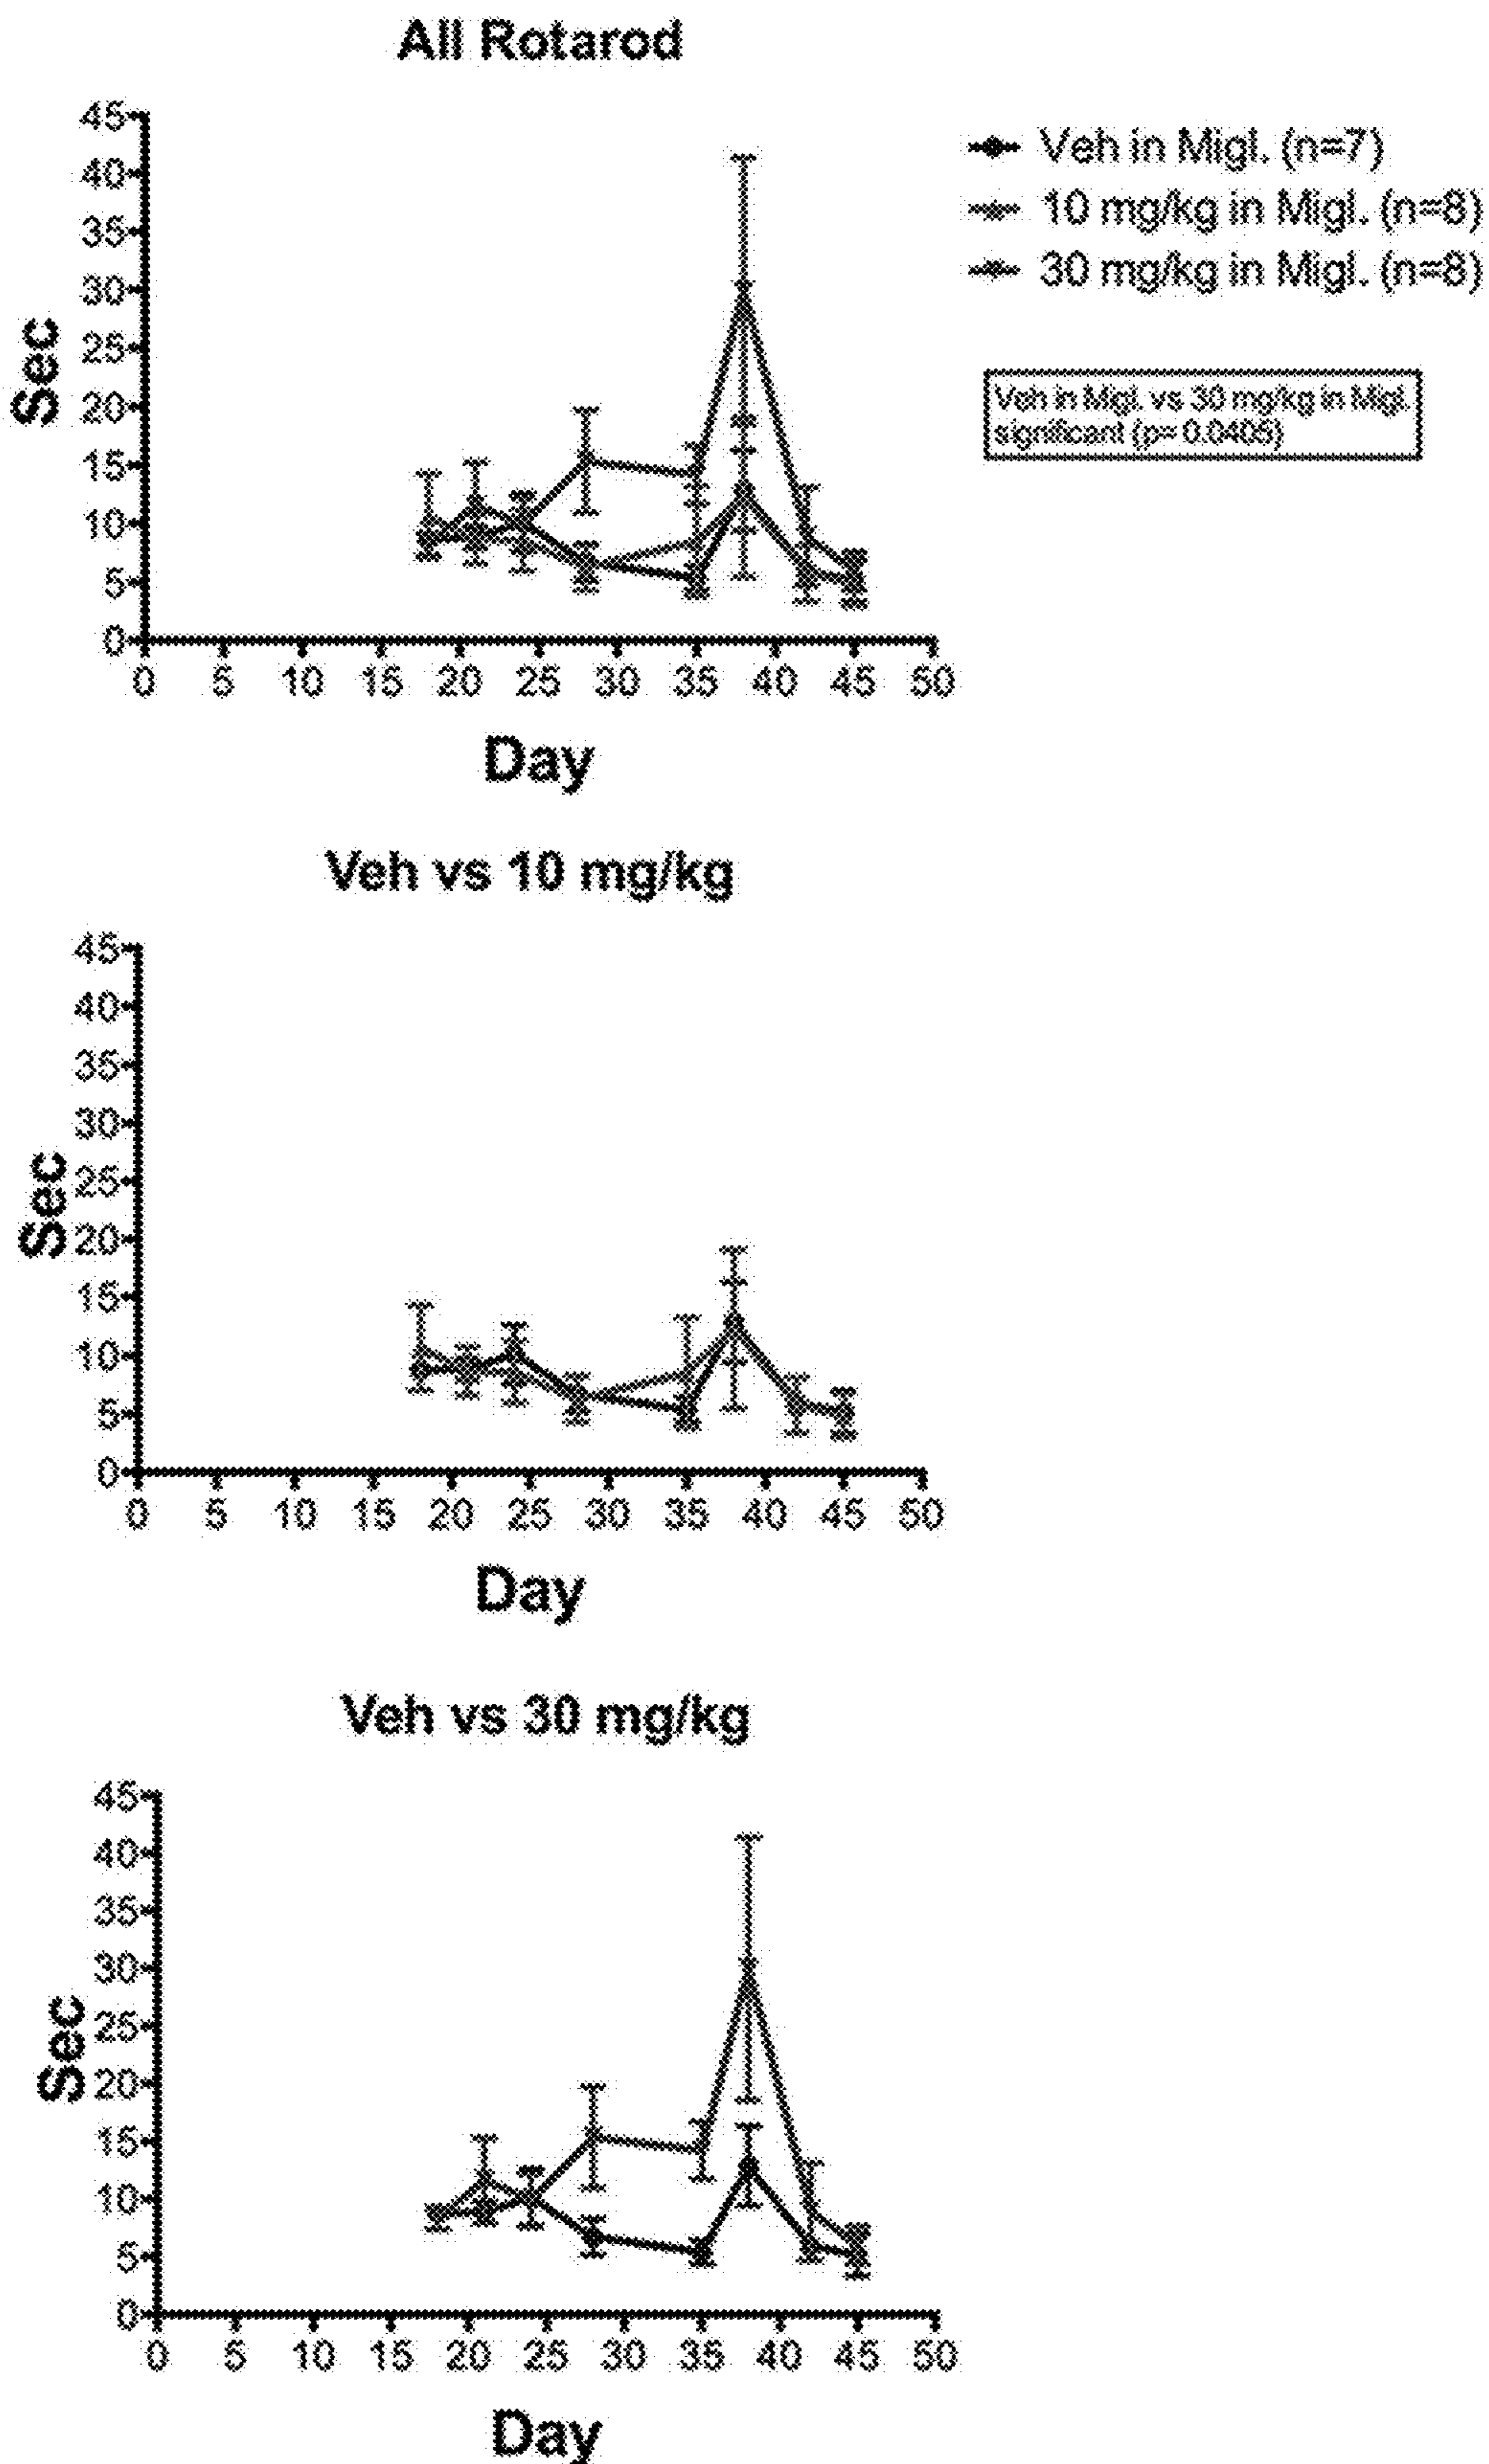 All Rotarod
45
40
35
30
25
20
15
10
5
0
Sec
0 5 10 15 20 25 30 35 40 45 50
Day
Veh in Migl. (n=7)
10 mg/kg in Migl. (n=8)
30 mg/kg in Migl. (n=8)
Veh in Migl. vs 30 mg/kg in Migl.
significant (p= 0.0405)
Veh vs 10 mg/kg
45
40
35
30
25
20
15
10
5
0
Sec
0 5 10 15 20 25 30 35 40 45 50
Day
Veh vs 30 mg/kg
45
40
35
30
25
20
15
10
5
0
Sec
0 5 10 15 20 25 30 35 40 45 50
Day